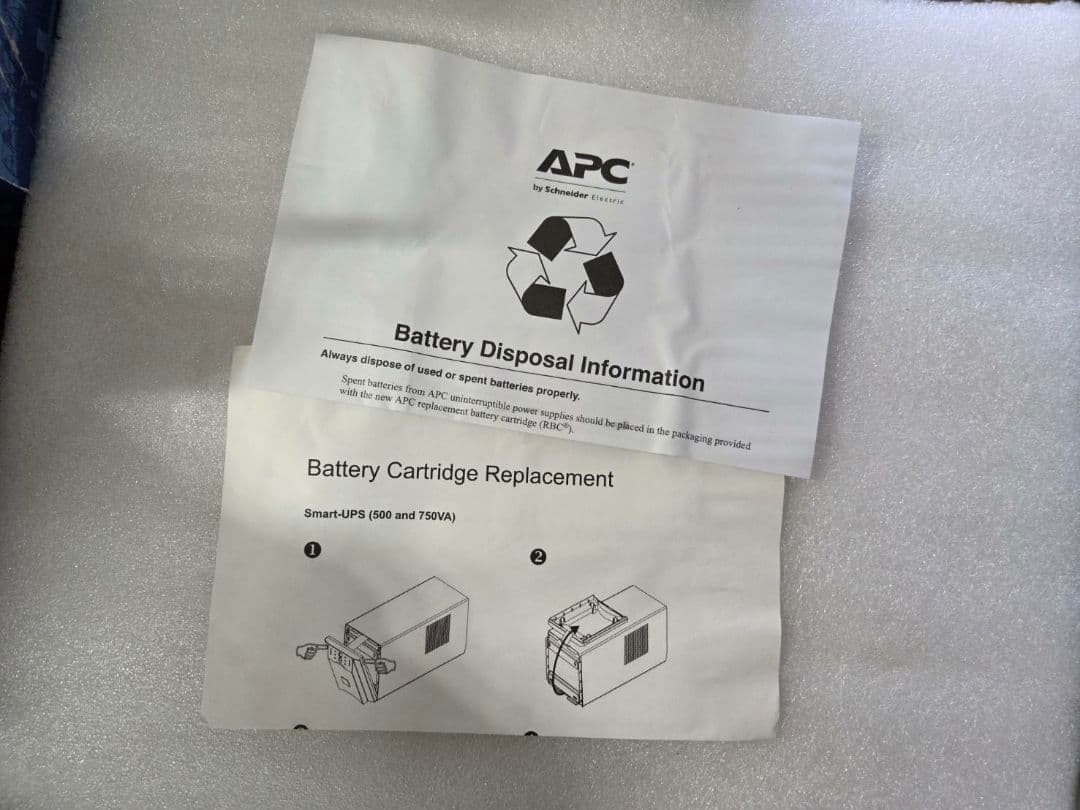 APC
by Schneider Electric
Battery Disposal Information
Always dispose of used or spent batteries properly.
Spent batteries from APC uninterruptible power supplies should be placed in the packaging provided
with the new APC replacement battery cartridge (RBC®).
Battery Cartridge Replacement
Smart-UPS (500 and 750VA)
1
2